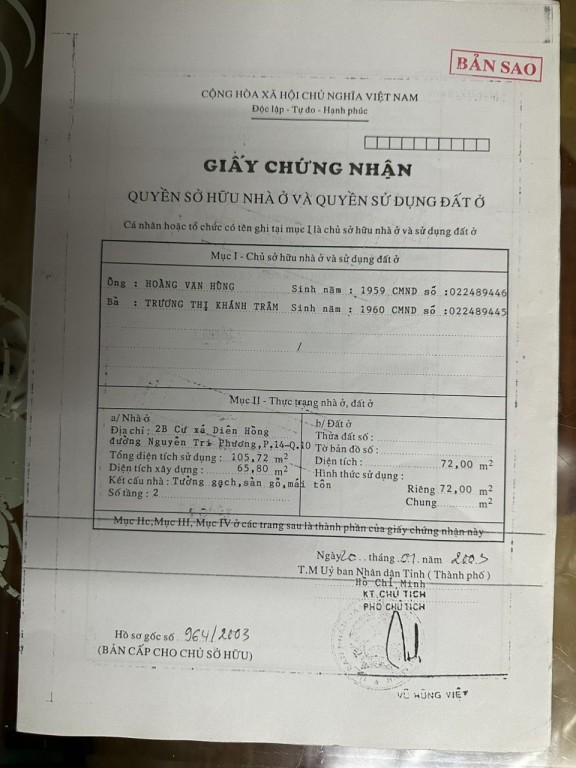 BẢN SAO
CỘNG HÒA XÃ HỘI CHỦ NGHĨA VIỆT NAM
Độc lập - Tự do - Hạnh phúc
GIẤY CHỨNG NHẬN
QUYỀN SỞ HỮU NHÀ Ở VÀ QUYỀN SỬ DỤNG ĐẤT Ở
Cá nhân hoặc tổ chức có tên ghi tại mục I là chủ sở hữu nhà ở và sử dụng đất ở
Mục I - Chủ sở hữu nhà ở và sử dụng đất ở
Ông : HOÀNG VĂN HÙNG Sinh năm : 1959 CMND số :022489446
Bà : TRƯƠNG THỊ KHÁNH TRÂM Sinh năm : 1960 CMND số :022489445
/
Mục II - Thực trạng nhà ở, đất ở
a/ Nhà ở
Địa chỉ : 2B Cư xá Diên Hồng
đường Nguyễn Tri Phương,P,14-Q.10
Tổng diện tích sử dụng : 105,72 m²
Diện tích xây dựng : 65,80 m²
Kết cấu nhà : Tường gạch,sàn gỗ,mái tôn
Số tầng : 2
b/ Đất ở
Thửa đất số :
Tờ bản đồ số :
Diện tích : 72,00 m²
Hình thức sử dụng :
Riêng 72,00 m²
Chung m²
Mục IIc, Mục III, Mục IV ở các trang sau là thành phần của giấy chứng nhận này
Ngày 20 tháng 01 năm 2003
T.M Uỷ ban Nhân dân Tỉnh ( Thành phố )
Hồ Chí Minh
KT.CHỦ TỊCH
PHÓ CHỦ TỊCH
Hồ sơ gốc số 964/2003
(BẢN CẤP CHO CHỦ SỞ HỮU)
VŨ HÙNG VIỆT